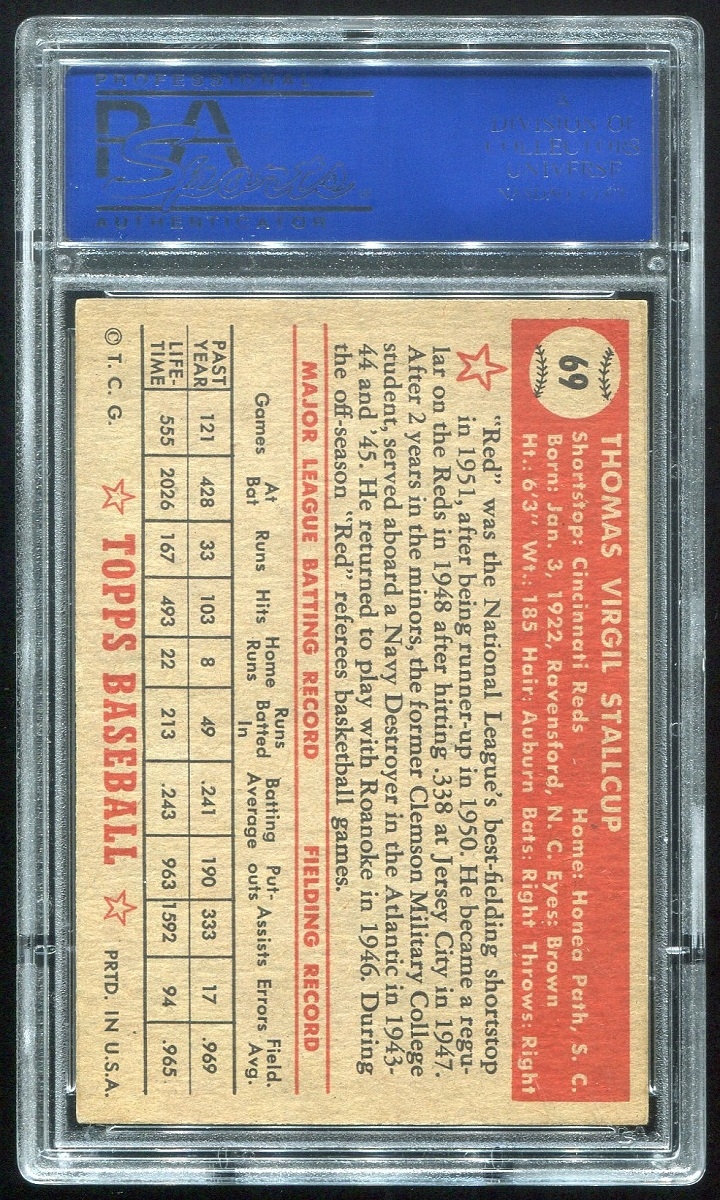 PROFESSIONAL
PSA
Sports
AUTHENTICATOR
A
DIVISION OF
COLLECTORS
UNIVERSE
69
THOMAS VIRGIL STALLCUP
Shortstop: Cincinnati Reds Home: Honea Path, S. C.
Born: Jan. 3, 1922, Ravensford, N. C. Eyes: Brown
Ht.: 6'3" Wt.: 185 Hair: Auburn Bats: Right Throws: Right
"Red" was the National League's best-fielding shortstop
in 1951, after being runner-up in 1950. He became a regu-
lar on the Reds in 1948 after hitting .338 at Jersey City in 1947.
After 2 years in the minors, the former Clemson Military College
student, served aboard a Navy Destroyer in the Atlantic in 1943-
44 and '45. He returned to play with Roanoke in 1946. During
the off-season "Red" referees basketball games.
MAJOR LEAGUE BATTING RECORD FIELDING RECORD
Games At Bat Runs Hits Home Runs Runs Batted In Batting Average Put-outs Assists Errors Field. Avg.
PAST YEAR 121 428 33 103 8 49 .241 190 333 17 .969
LIFE-TIME 555 2026 167 493 22 213 .243 963 1592 94 .965
© T. C. G. TOPPS BASEBALL PRTD. IN U.S.A.